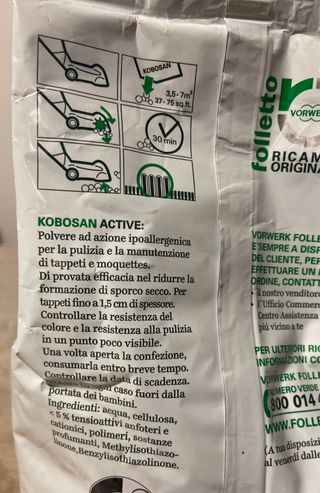 KOBOSAN
3,5-7m²
37-75 sq.ft.
30 min
KOBOSAN ACTIVE:
Polvere ad azione ipoallergenica
per la pulizia e la manutenzione
di tappeti e moquettes.
Di provata efficacia nel ridurre la
formazione di sporco secco. Per
tappeti fino a 1,5 cm di spessore.
Controllare la resistenza del
colore e la resistenza alla pulizia
in un punto poco visibile.
Una volta aperta la confezione,
consumarla entro breve tempo.
Controllare la data di scadenza.
ogni caso fuori dalla
portata dei bambini.
Ingredienti: acqua, cellulosa,
< 5% tensioattivi anfoteri e
cationici, polimeri, sostanze
profumanti, Methylisothiazo-
linone, Benzylisothiazolinone.
folletto
VORWERK
RICAM
ORIGINA
VORWERK FOLLE
E SEMPRE A DISP
DEL CLIENTE, PER
EFFETTUARE UN A
ORDINE, CONTATT
il nostro venditore
l'Ufficio Commerc
Centro Assistenza
più vicino a te
PER ULTERIORI RIC
INFORMAZIONI CO
VORWERK FOLLE
NUMERO VERDE
800 014
WWW.FOLLE
(A tua disposizi
al venerdì dalle